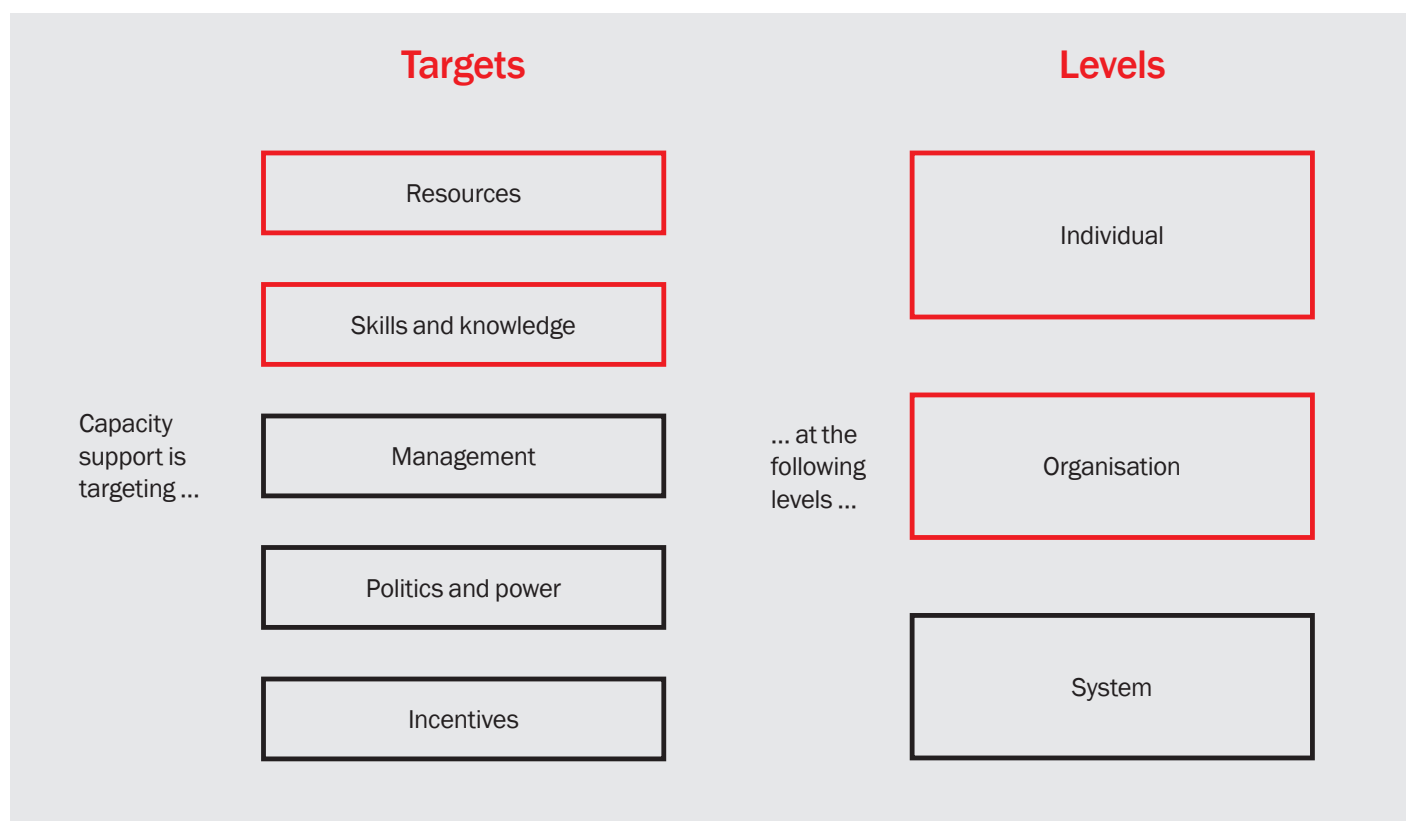 Targets
Levels
Capacity
support is
targeting ...
Resources
Skills and knowledge
Management
Politics and power
Incentives
... at the
following
levels ...
Individual
Organisation
System